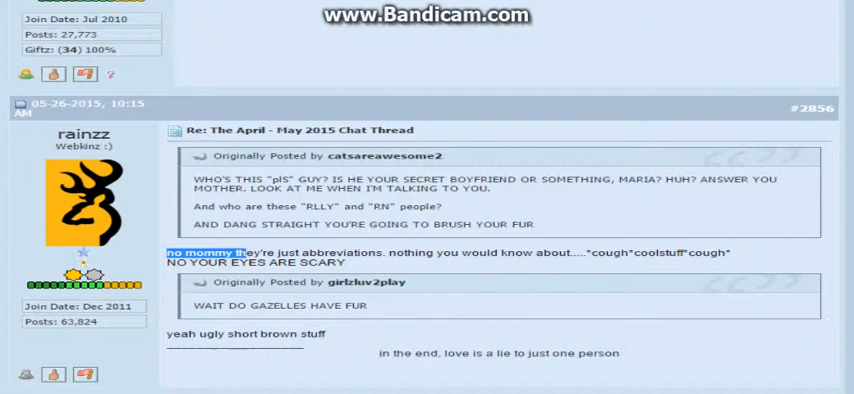 www.Bandicam.com
Join Date: Jul 2010
Posts: 27,773
Giftz: (34) 100%
05-26-2015, 10:15
AM
#2856
rainzz
Webkinz :)
Re: The April - May 2015 Chat Thread
Originally Posted by catsareawesome2
WHO'S THIS "plS" GUY? IS HE YOUR SECRET BOYFRIEND OR SOMETHING, MARIA? HUH? ANSWER YOU
MOTHER. LOOK AT ME WHEN I'M TALKING TO YOU.
And who are these "RLLY" and "RN" people?
AND DANG STRAIGHT YOU'RE GOING TO BRUSH YOUR FUR
no mommy they're just abbreviations. nothing you would know about.....*cough*coolstuff*cough*
NO YOUR EYES ARE SCARY
Originally Posted by girlzluv2play
WAIT DO GAZELLES HAVE FUR
Join Date: Dec 2011
Posts: 63,824
yeah ugly short brown stuff
in the end, love is a lie to just one person